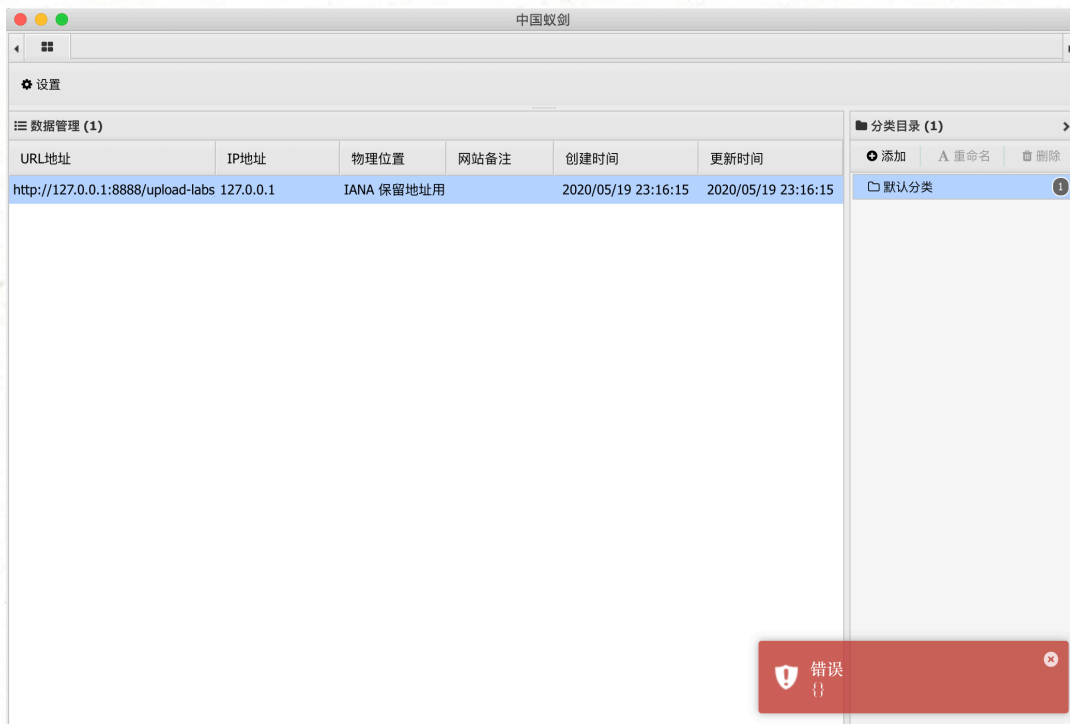 中国蚁剑
设置
数据管理 (1)
URL地址 IP地址 物理位置 网站备注 创建时间 更新时间
http://127.0.0.1:8888/upload-labs 127.0.0.1 IANA 保留地址用 2020/05/19 23:16:15 2020/05/19 23:16:15
分类目录 (1)
添加 重命名 删除
默认分类 1
错误
{}